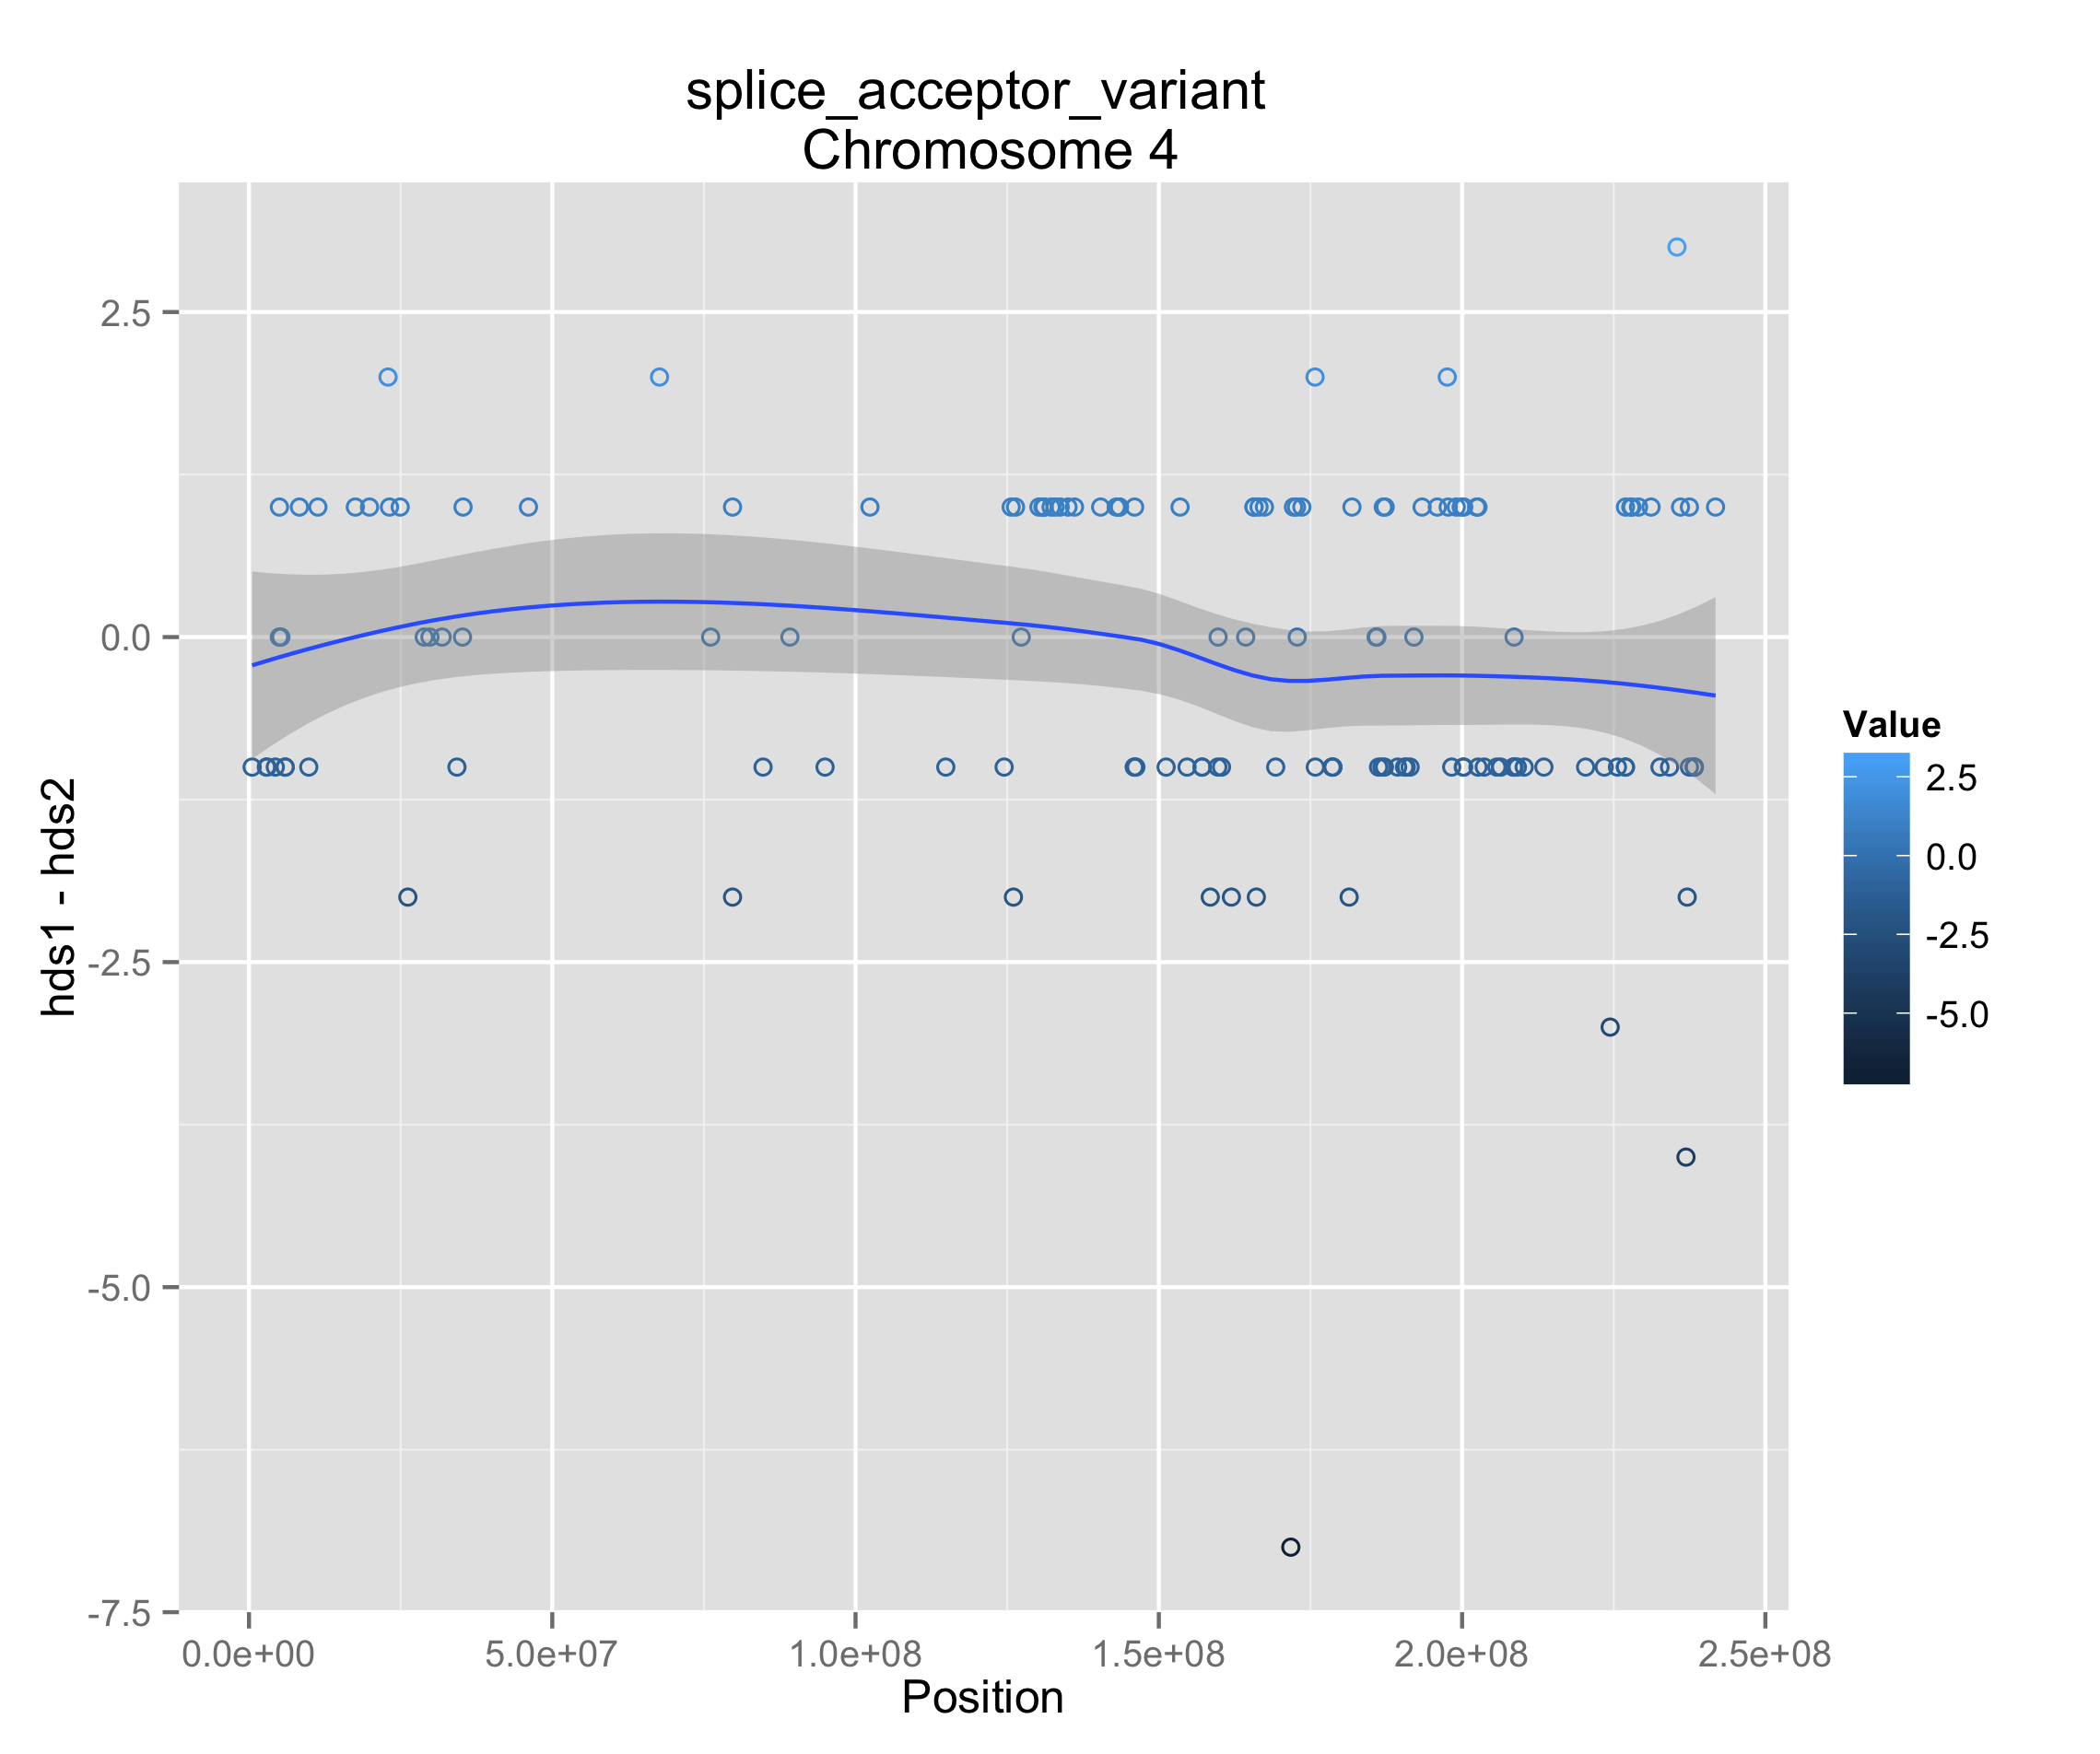 splice_acceptor_variant
Chromosome 4
hds1 - hds2
2.5
0.0
-2.5
-5.0
-7.5
0.0e+00 5.0e+07 1.0e+08 1.5e+08 2.0e+08 2.5e+08
Position
Value
2.5
0.0
-2.5
-5.0